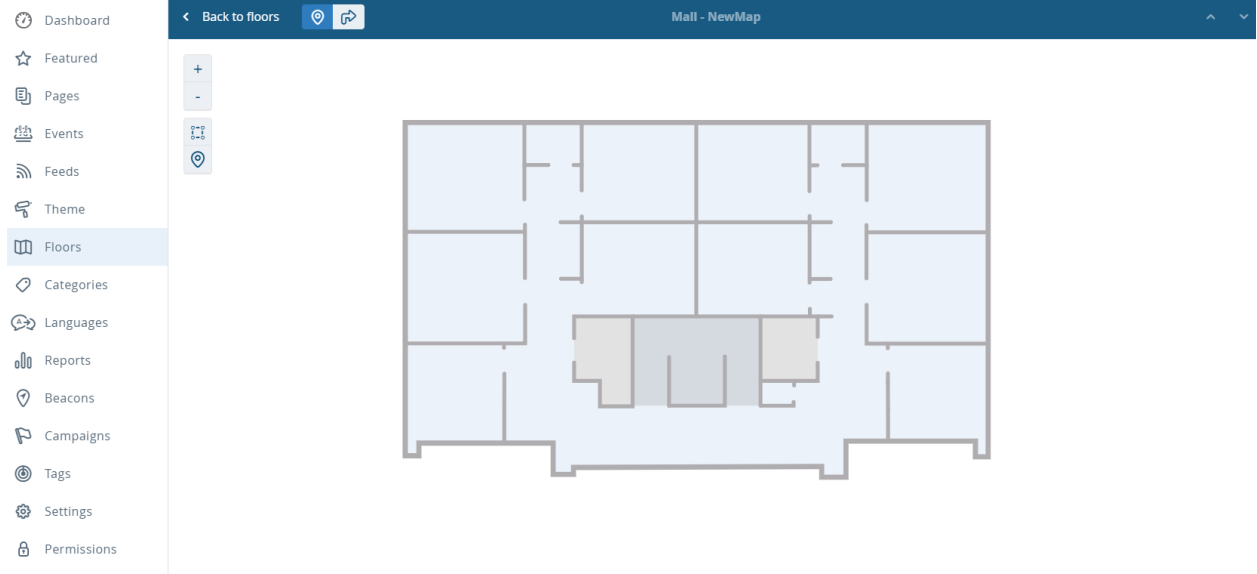 Dashboard
Featured
Pages
Events
Feeds
Theme
Floors
Categories
Languages
Reports
Beacons
Campaigns
Tags
Settings
Permissions
Back to floors
Mall - NewMap
+
-